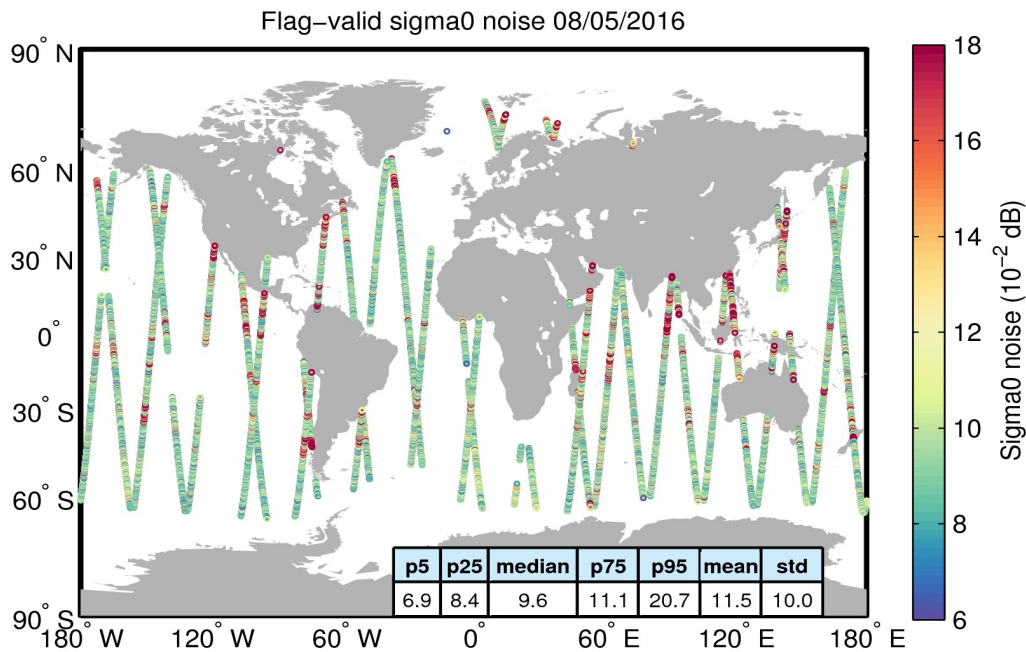 Flag−valid sigma0 noise 08/05/2016
90° N
60° N
30° N
0°
30° S
60° S
90° S
180° W 120° W 60° W 0° 60° E 120° E 180° E
p5 p25 median p75 p95 mean std
6.9 8.4 9.6 11.1 20.7 11.5 10.0
18
16
14
12
10
8
6
Sigma0 noise (10⁻² dB)